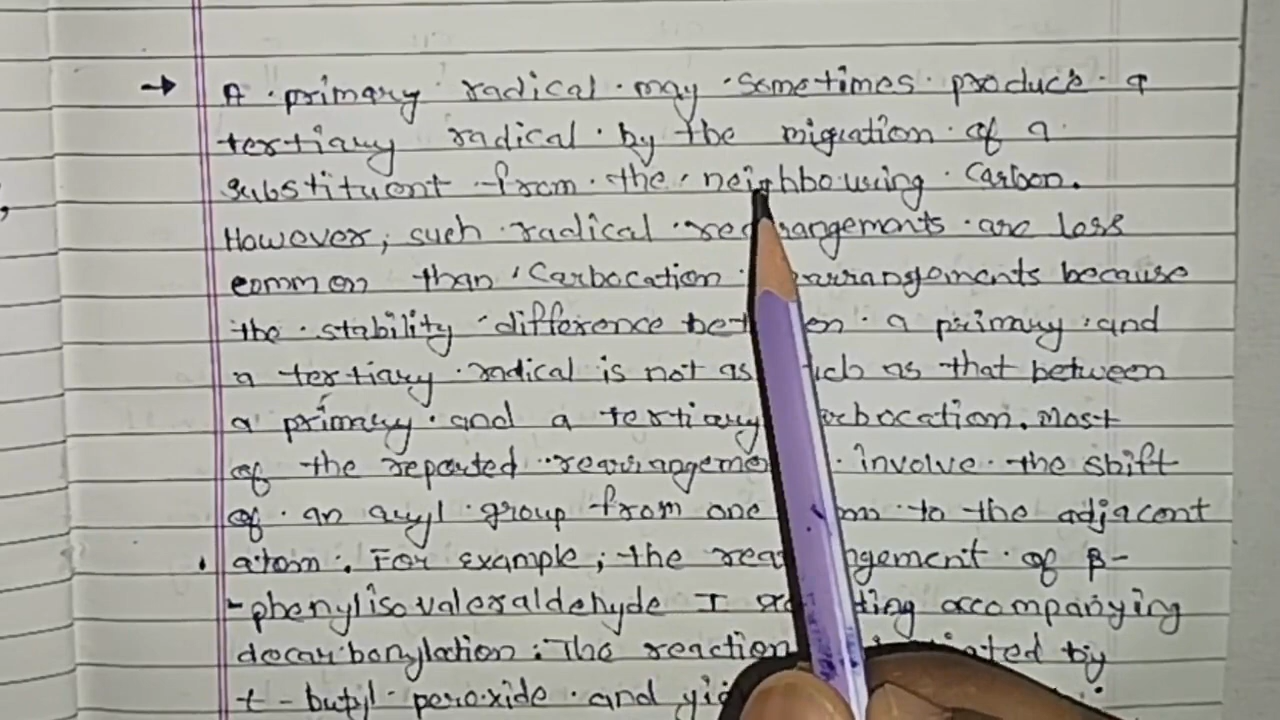 → A primary radical may sometimes produce a
tertiary radical by the migration of a
substituent from the neighbouring Carbon.
However, such radical rearrangements are less
common than Carbocation rearrangements because
the stability difference between a primary and
a tertiary radical is not as much as that between
a primary and a tertiary carbocation. Most
of the reported rearrangements involve the shift
of an aryl group from one atom to the adjacent
atom. For example, the rearrangement of β-
-phenylisovaleraldehyde I accompanying
decarbonylation. The reaction initiated by
t-butyl peroxide and